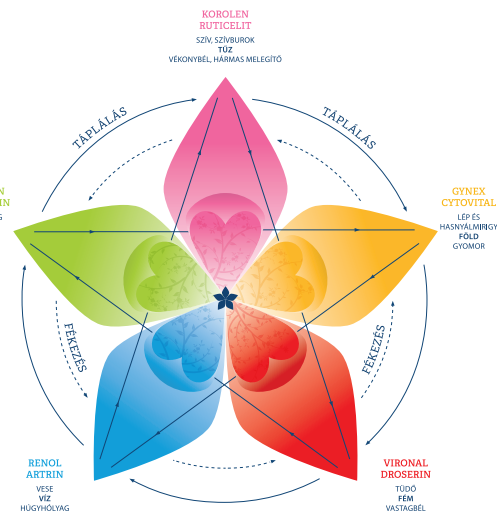 KOROLEN
RUTICELIT
SZÍV, SZÍVBUROK
TŰZ
VÉKONYBÉL, HÁRMAS MELEGÍTŐ
TÁPLÁLÁS
TÁPLÁLÁS
GYNEX
CYTOVITAL
LÉP ÉS
HASNYÁLMIRIGY
FÖLD
GYOMOR
FÉKEZÉS
FÉKEZÉS
RENOL
ARTRIN
VESE
VÍZ
HÚGYHÓLYAG
VIRONAL
DROSERIN
TÜDŐ
FÉM
VASTAGBÉL